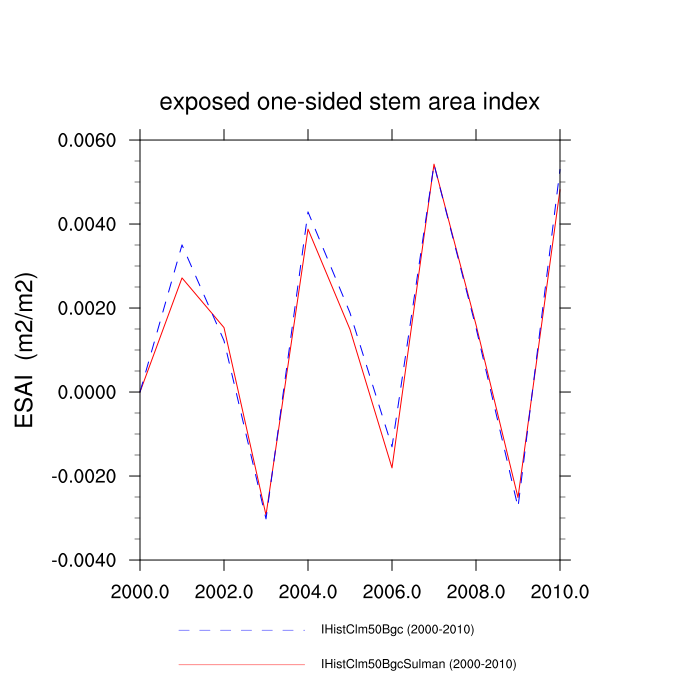 exposed one-sided stem area index
0.0060
0.0040
0.0020
0.0000
-0.0020
-0.0040
ESAI (m2/m2)
2000.0 2002.0 2004.0 2006.0 2008.0 2010.0
IHistClm50Bgc (2000-2010)
IHistClm50BgcSulman (2000-2010)